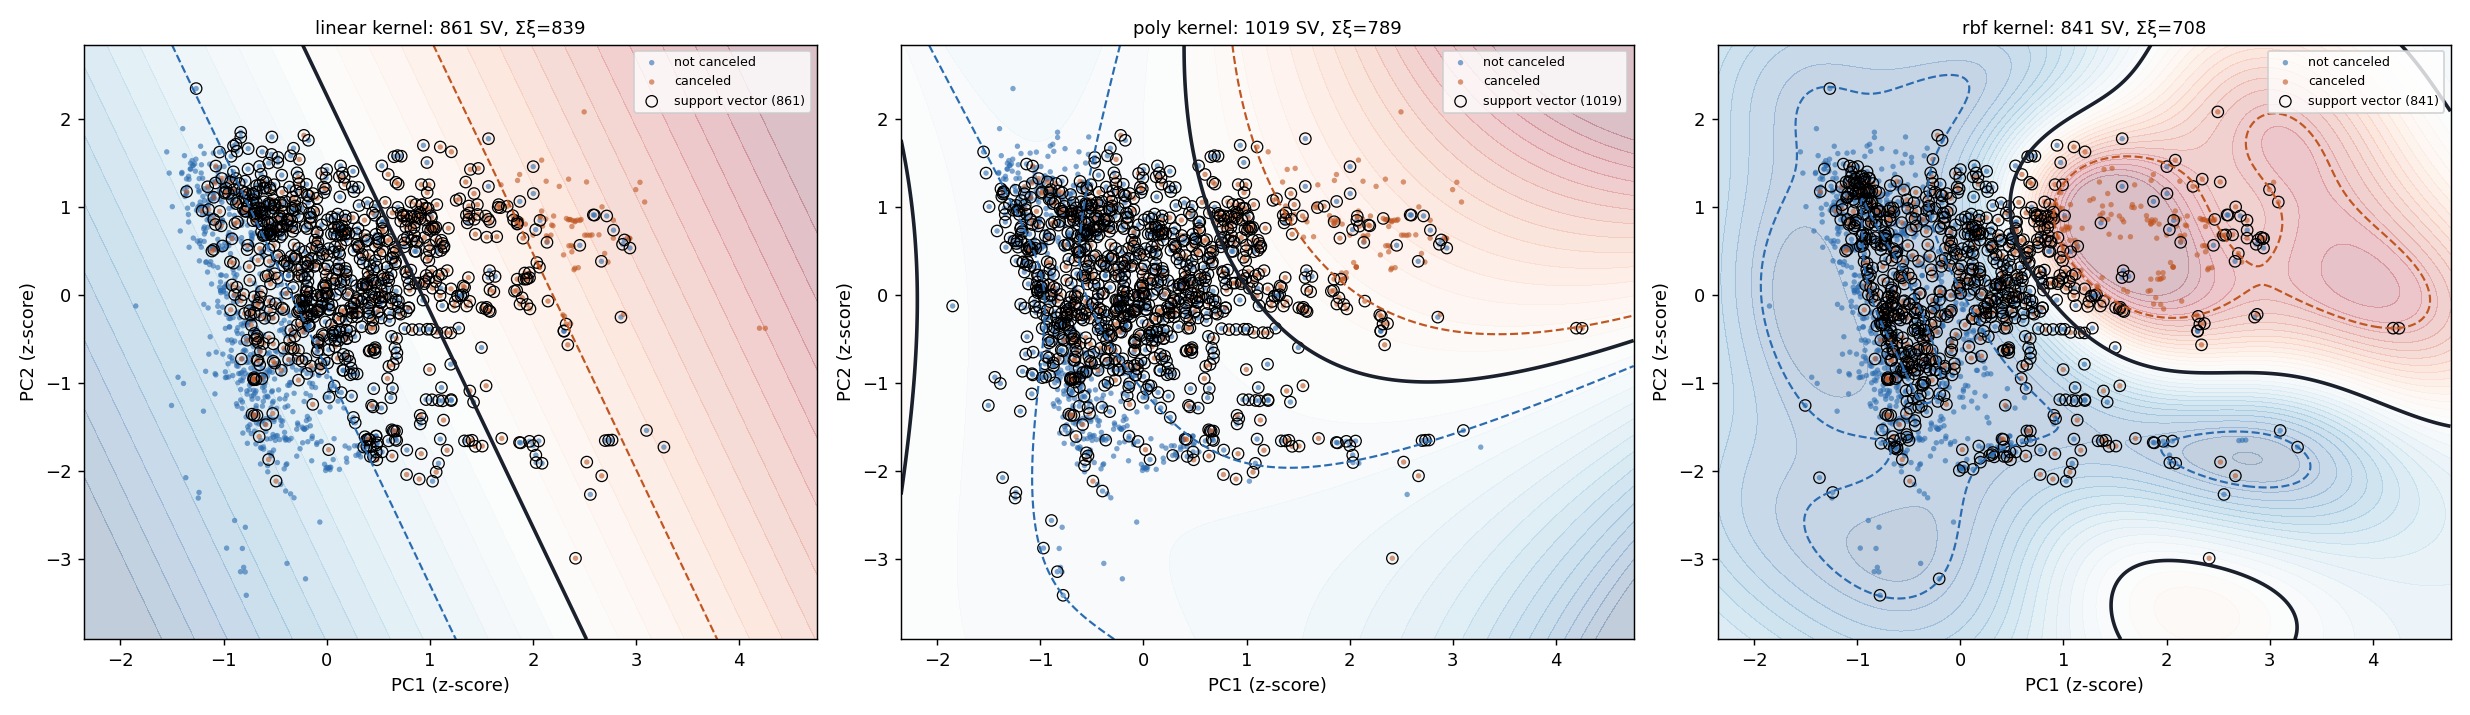 linear kernel: 861 SV, Σξ=839
not canceled
canceled
support vector (861)
2
1
0
−1
−2
−3
−2
−1
0
1
2
3
4
PC2 (z-score)
PC1 (z-score)
poly kernel: 1019 SV, Σξ=789
not canceled
canceled
support vector (1019)
2
1
0
−1
−2
−3
−2
−1
0
1
2
3
4
PC2 (z-score)
PC1 (z-score)
rbf kernel: 841 SV, Σξ=708
not canceled
canceled
support vector (841)
2
1
0
−1
−2
−3
−2
−1
0
1
2
3
4
PC2 (z-score)
PC1 (z-score)